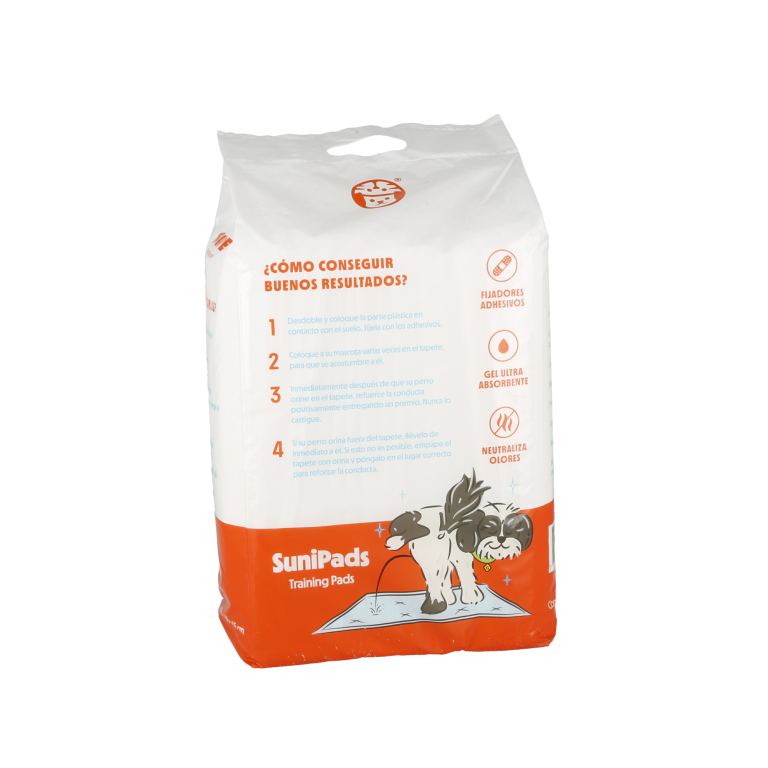 ¿CÓMO CONSEGUIR
BUENOS RESULTADOS?
1 Desdoble y coloque la parte plástica en
contacto con el suelo, fíjela con los adhesivos.
2 Coloque a su mascota varias veces en el tapete,
para que se acostumbre a él.
3 Inmediatamente después de que su perro
orine en el tapete, refuerce la conducta
positivamente entregando un premio. Nunca lo
castigue.
4 Si su perro orina fuera del tapete, llévelo de
inmediato a él. Si esto no es posible, empape el
tapete con orina y póngalo en el lugar correcto
para reforzar la conducta.
®
FIJADORES
ADHESIVOS
GEL ULTRA
ABSORBENTE
NEUTRALIZA
OLORES
SuniPads
Training Pads